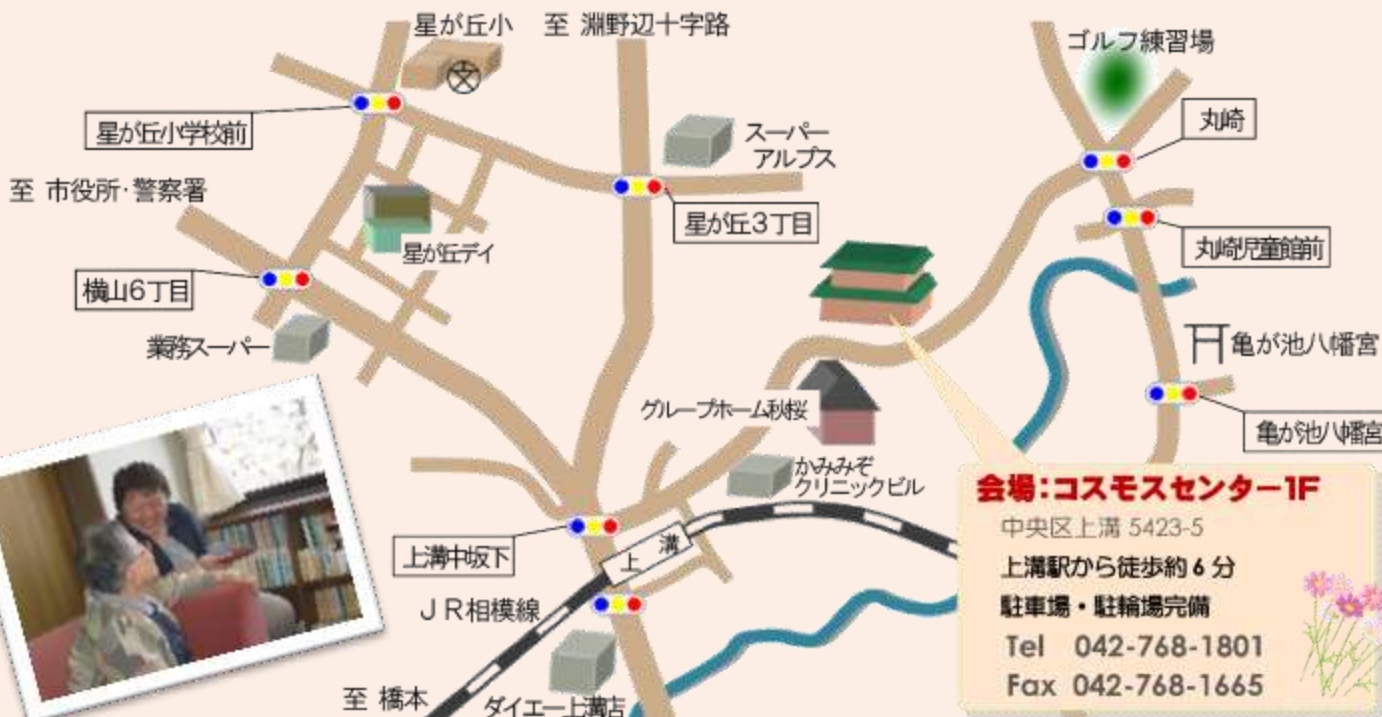 星が丘小
至 淵野辺十字路
ゴルフ練習場
丸崎
星が丘小学校前
スーパー
アルプス
至 市役所・警察署
星が丘3丁目
丸崎児童館前
星が丘デイ
横山6丁目
業務スーパー
亀が池八幡宮
グループホーム秋桜
亀が池八幡宮
かみみぞ
クリニックビル
会場:コスモスセンター1F
中央区上溝 5423-5
上溝駅から徒歩約 6 分
駐車場・駐輪場完備
Tel 042-768-1801
Fax 042-768-1665
上溝中坂下
上溝
JR相模線
至 橋本
ダイエー上溝店